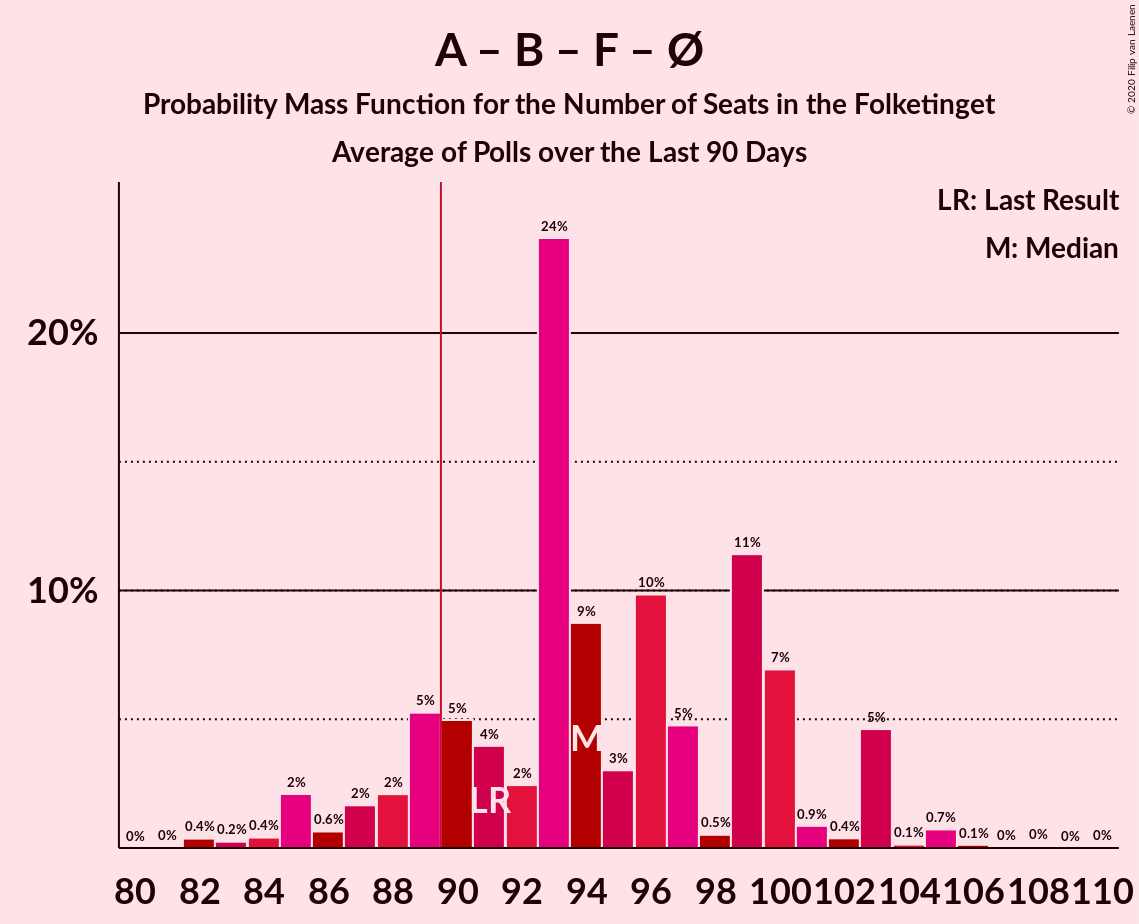 A – B – F – Ø
Probability Mass Function for the Number of Seats in the Folketinget
Average of Polls over the Last 90 Days
© 2020 Filip van Laenen
LR: Last Result
M: Median
24%
20%
11%
10%
10%
9%
7%
5%
5%
5%
5%
4%
M
3%
2%
2%
2%
2%
LR
0.9%
0.7%
0.6%
0.5%
0% 0% 0.4% 0.2% 0.4%
0.4% 0.1% 0.1% 0% 0% 0% 0%
80 82 84 86 88 90 92 94 96 98 100 102 104 106 108 110